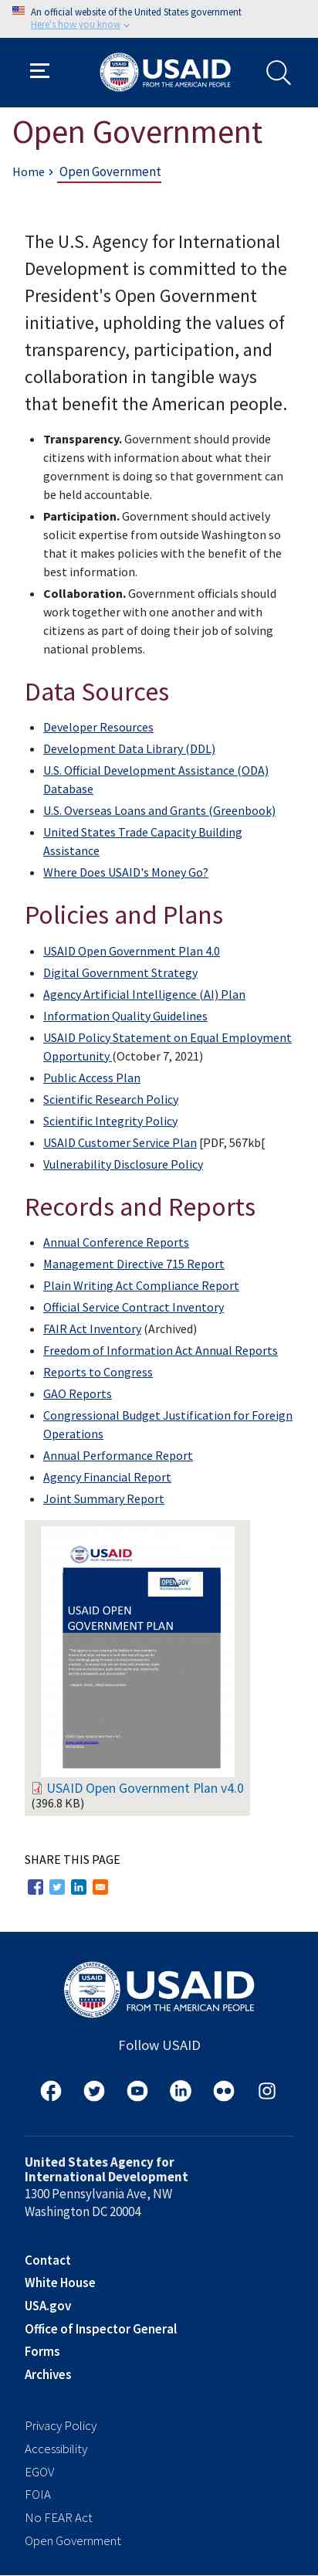 An official website of the United States government
Here's how you know
USAID
FROM THE AMERICAN PEOPLE
Open Government
Home › Open Government
The U.S. Agency for International
Development is committed to the
President's Open Government
initiative, upholding the values of
transparency, participation, and
collaboration in tangible ways
that benefit the American people.
Transparency. Government should provide
citizens with information about what their
government is doing so that government can
be held accountable.
Participation. Government should actively
solicit expertise from outside Washington so
that it makes policies with the benefit of the
best information.
Collaboration. Government officials should
work together with one another and with
citizens as part of doing their job of solving
national problems.
Data Sources
Developer Resources
Development Data Library (DDL)
U.S. Official Development Assistance (ODA)
Database
U.S. Overseas Loans and Grants (Greenbook)
United States Trade Capacity Building
Assistance
Where Does USAID's Money Go?
Policies and Plans
USAID Open Government Plan 4.0
Digital Government Strategy
Agency Artificial Intelligence (AI) Plan
Information Quality Guidelines
USAID Policy Statement on Equal Employment
Opportunity (October 7, 2021)
Public Access Plan
Scientific Research Policy
Scientific Integrity Policy
USAID Customer Service Plan [PDF, 567kb[
Vulnerability Disclosure Policy
Records and Reports
Annual Conference Reports
Management Directive 715 Report
Plain Writing Act Compliance Report
Official Service Contract Inventory
FAIR Act Inventory (Archived)
Freedom of Information Act Annual Reports
Reports to Congress
GAO Reports
Congressional Budget Justification for Foreign
Operations
Annual Performance Report
Agency Financial Report
Joint Summary Report
USAID
FROM THE AMERICAN PEOPLE
OPENGOV
USAID OPEN
GOVERNMENT PLAN
USAID Open Government Plan v4.0
(396.8 KB)
SHARE THIS PAGE
USAID
FROM THE AMERICAN PEOPLE
Follow USAID
United States Agency for
International Development
1300 Pennsylvania Ave, NW
Washington DC 20004
Contact
White House
USA.gov
Office of Inspector General
Forms
Archives
Privacy Policy
Accessibility
EGOV
FOIA
No FEAR Act
Open Government